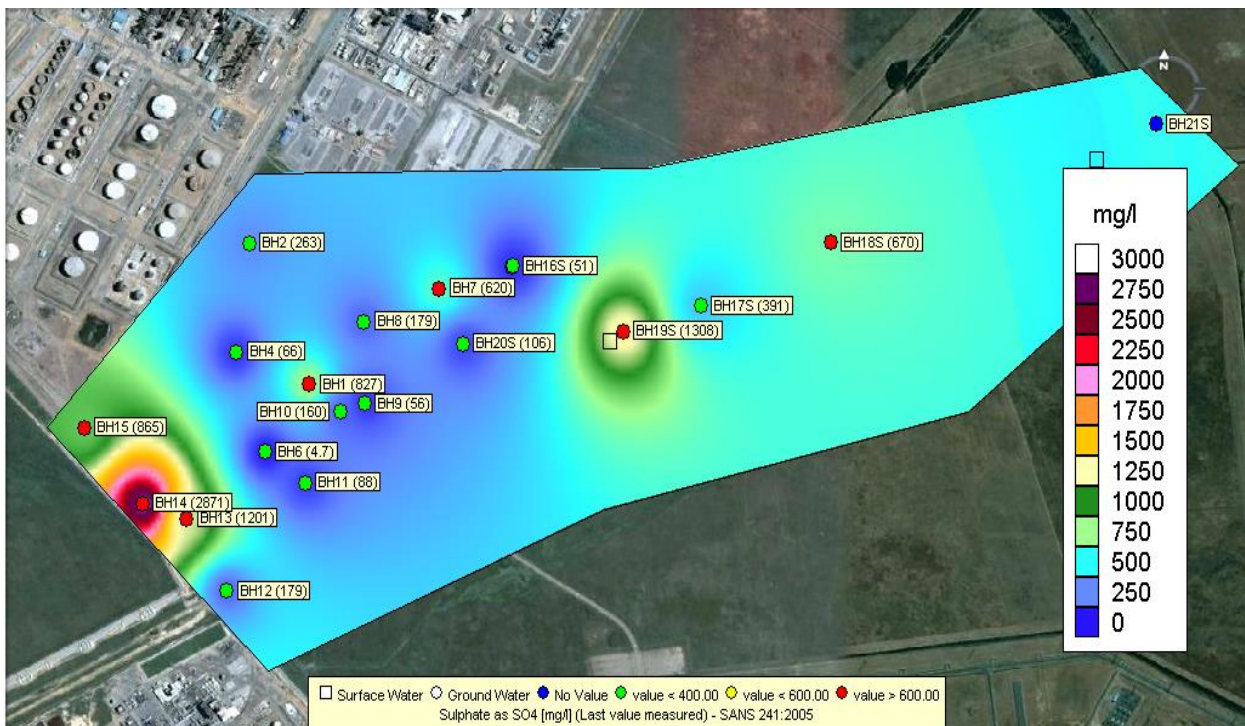 N
BH21S
BH2 (263)
BH16S (51)
BH18S (670)
BH7 (620)
BH17S (391)
BH8 (179)
BH19S (1308)
BH20S (106)
BH4 (66)
BH1 (827)
BH10 (160)
BH9 (56)
BH15 (865)
BH6 (4.7)
BH11 (88)
BH14 (2871)
BH13 (1201)
BH12 (179)
mg/l
3000
2750
2500
2250
2000
1750
1500
1250
1000
750
500
250
0
Surface Water Ground Water No Value value < 400.00 value < 600.00 value > 600.00
Sulphate as SO4 [mg/l] (Last value measured) - SANS 241:2005